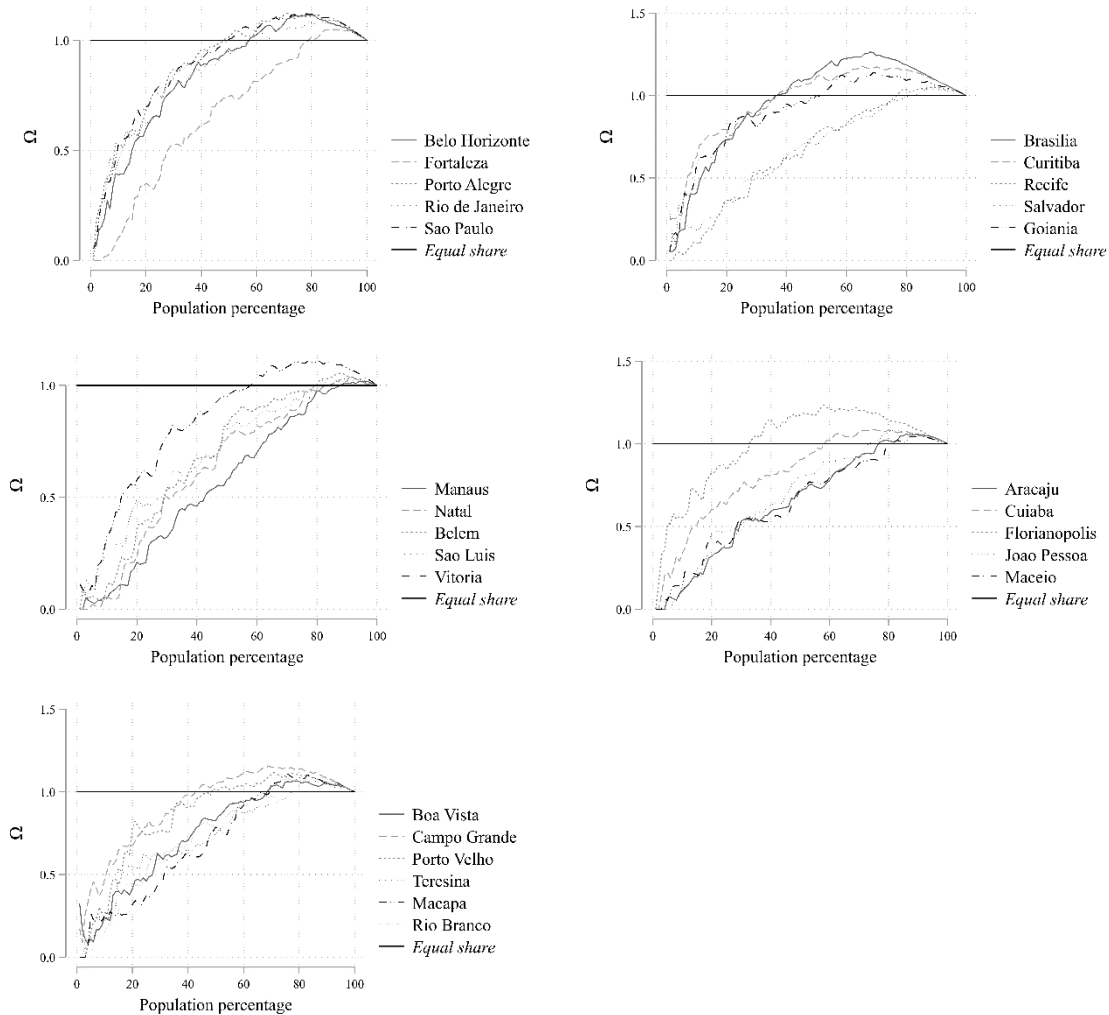 1.0
0.5
0.0
Ω
0 20 40 60 80 100
Population percentage
Belo Horizonte
Fortaleza
Porto Alegre
Rio de Janeiro
Sao Paulo
Equal share
1.5
1.0
0.5
0.0
Ω
0 20 40 60 80 100
Population percentage
Brasilia
Curitiba
Recife
Salvador
Goiania
Equal share
1.0
0.5
0.0
Ω
0 20 40 60 80 100
Population percentage
Manaus
Natal
Belem
Sao Luis
Vitoria
Equal share
1.5
1.0
0.5
0.0
Ω
0 20 40 60 80 100
Population percentage
Aracaju
Cuiaba
Florianopolis
Joao Pessoa
Maceio
Equal share
1.5
1.0
0.5
0.0
Ω
0 20 40 60 80 100
Population percentage
Boa Vista
Campo Grande
Porto Velho
Teresina
Macapa
Rio Branco
Equal share